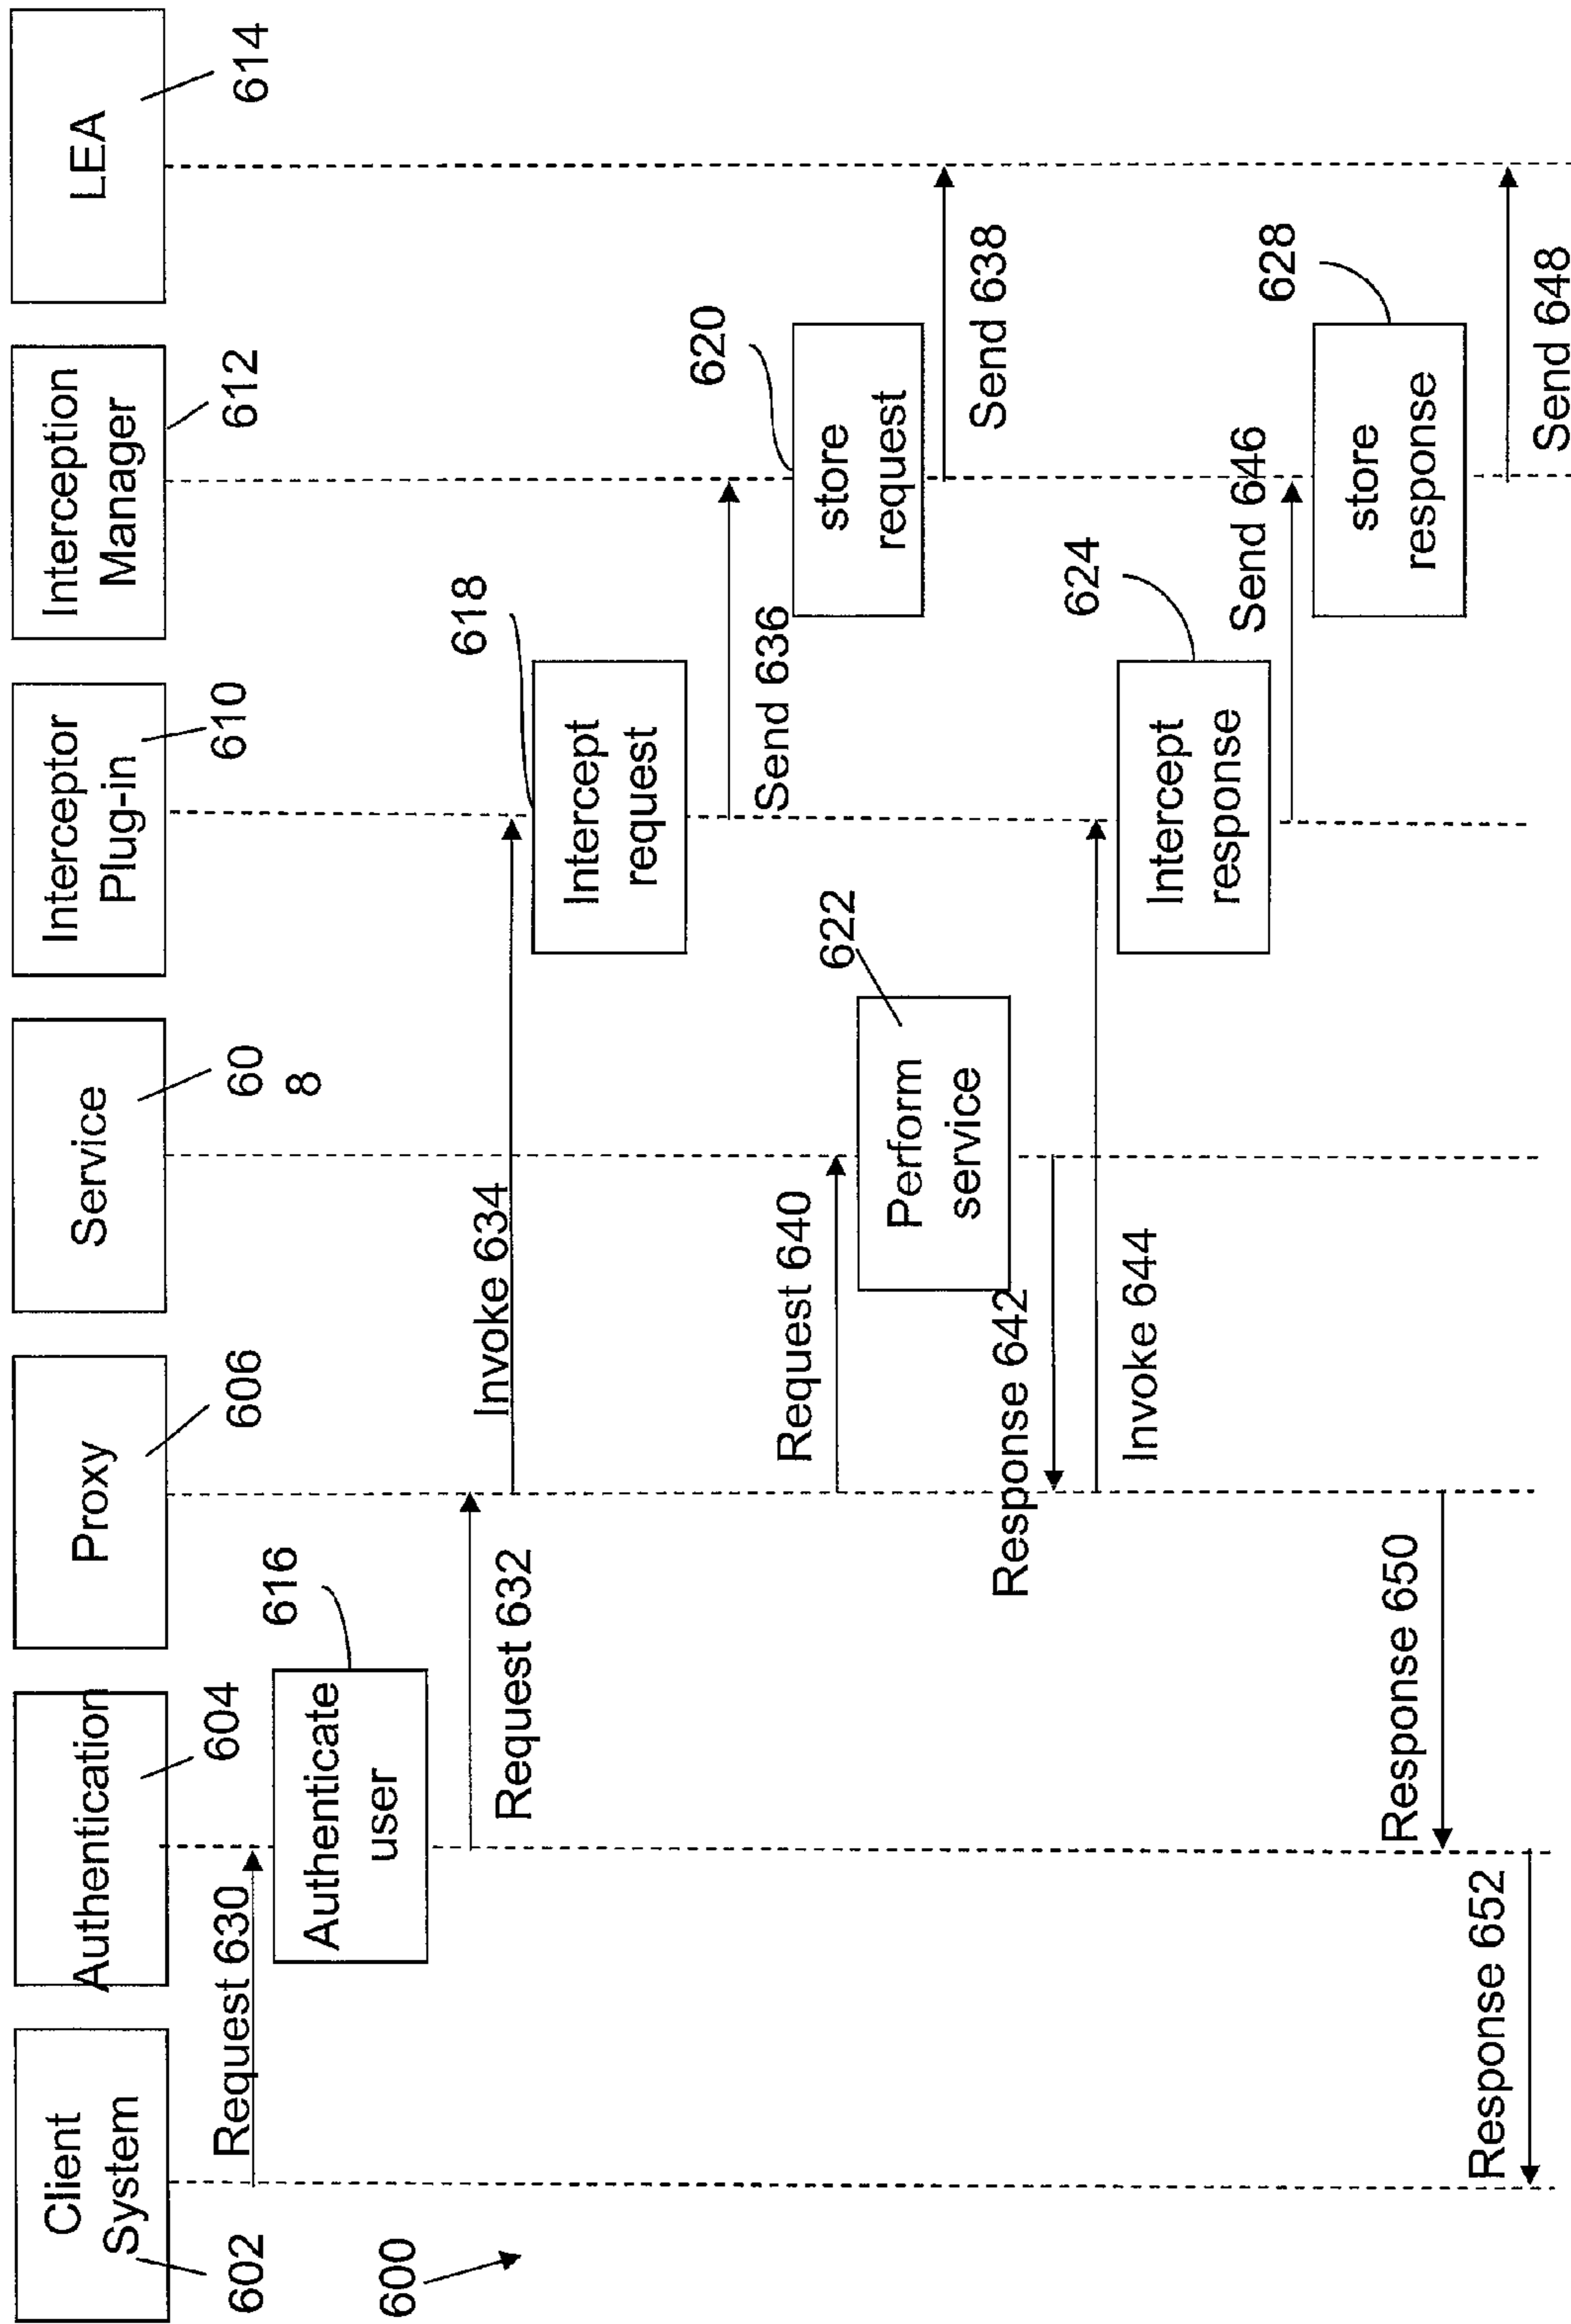 Client
System
602
Authentication
604
Proxy
606
Service
60
8
Interceptor
Plug-in
610
Interception
Manager
612
LEA
614
600
Request 630
Authenticate
user
616
Request 632
Invoke 634
Intercept
request
618
Send 636
store
request
620
Send 638
Request 640
Perform
service
622
Response 642
Invoke 644
Intercept
response
624
Send 646
store
response
628
Send 648
Response 650
Response 652